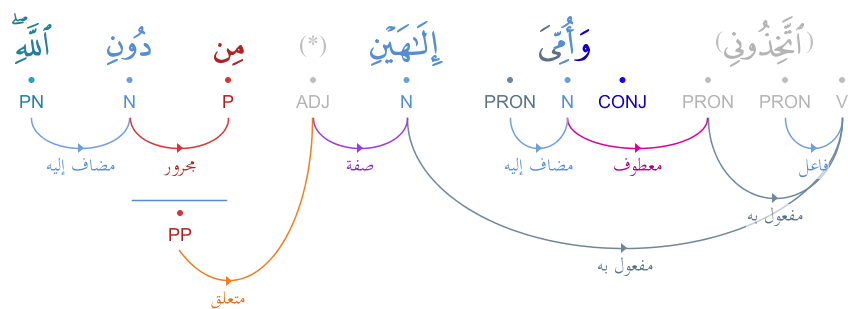 (ٱتَّخِذُونِي) وَأُمِّىَ إِلَـٰهَيْنِ (*) مِن دُونِ ٱللَّهِ ۖ
V PRON PRON CONJ N PRON N ADJ P N PN
فاعل معطوف مضاف إليه صفة مجرور مضاف إليه
مفعول به
PP
مفعول به
متعلق